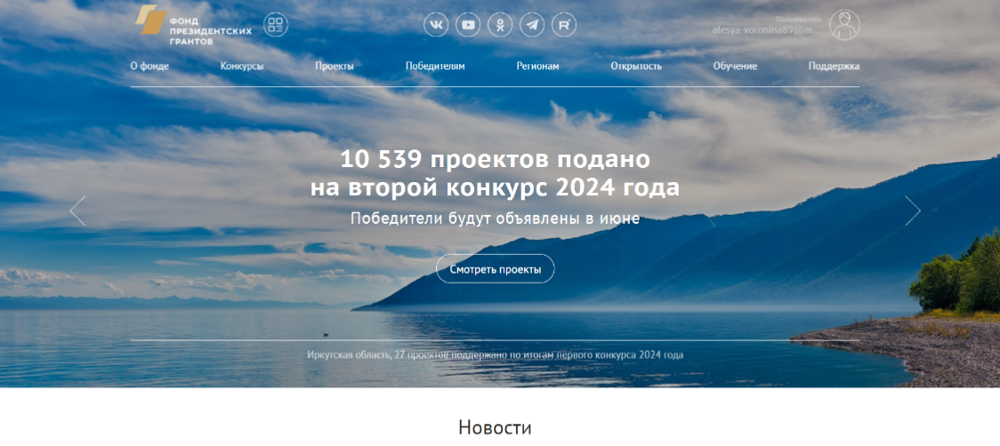 ФОНД
ПРЕЗИДЕНТСКИХ
ГРАНТОВ
Пользователь
alesya-voronina89@m...
О фонде Конкурсы Проекты Победителям Регионам Открытость Обучение Поддержка
10 539 проектов подано
на второй конкурс 2024 года
Победители будут объявлены в июне
Смотреть проекты
Иркутская область, 27 проектов поддержано по итогам первого конкурса 2024 года
Новости